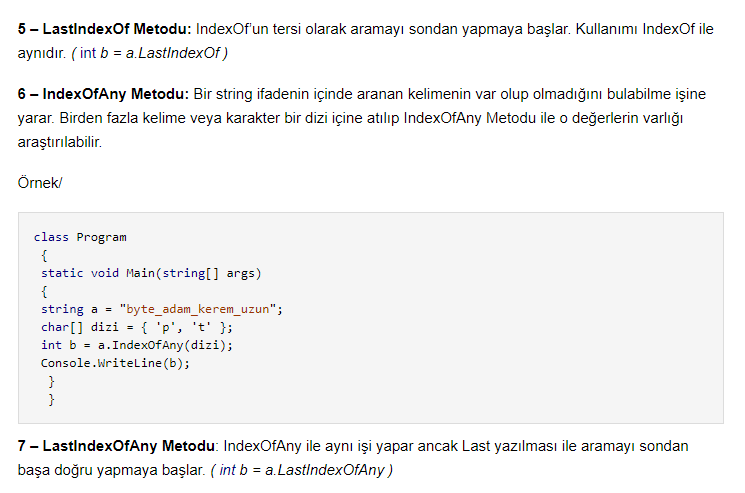 5 – LastIndexOf Metodu: IndexOf'un tersi olarak aramayı sondan yapmaya başlar. Kullanımı IndexOf ile
aynıdır. ( int b = a.LastIndexOf )
6 – IndexOfAny Metodu: Bir string ifadenin içinde aranan kelimenin var olup olmadığını bulabilme işine
yarar. Birden fazla kelime veya karakter bir dizi içine atılıp IndexOfAny Metodu ile o değerlerin varlığı
araştırılabilir.
Örnek/
class Program
{
static void Main(string[] args)
{
string a = "byte_adam_kerem_uzun";
char[] dizi = { 'p', 't' };
int b = a.IndexOfAny(dizi);
Console.WriteLine(b);
}
}
7 – LastIndexOfAny Metodu: IndexOfAny ile aynı işi yapar ancak Last yazılması ile aramayı sondan
başa doğru yapmaya başlar. ( int b = a.LastIndexOfAny )